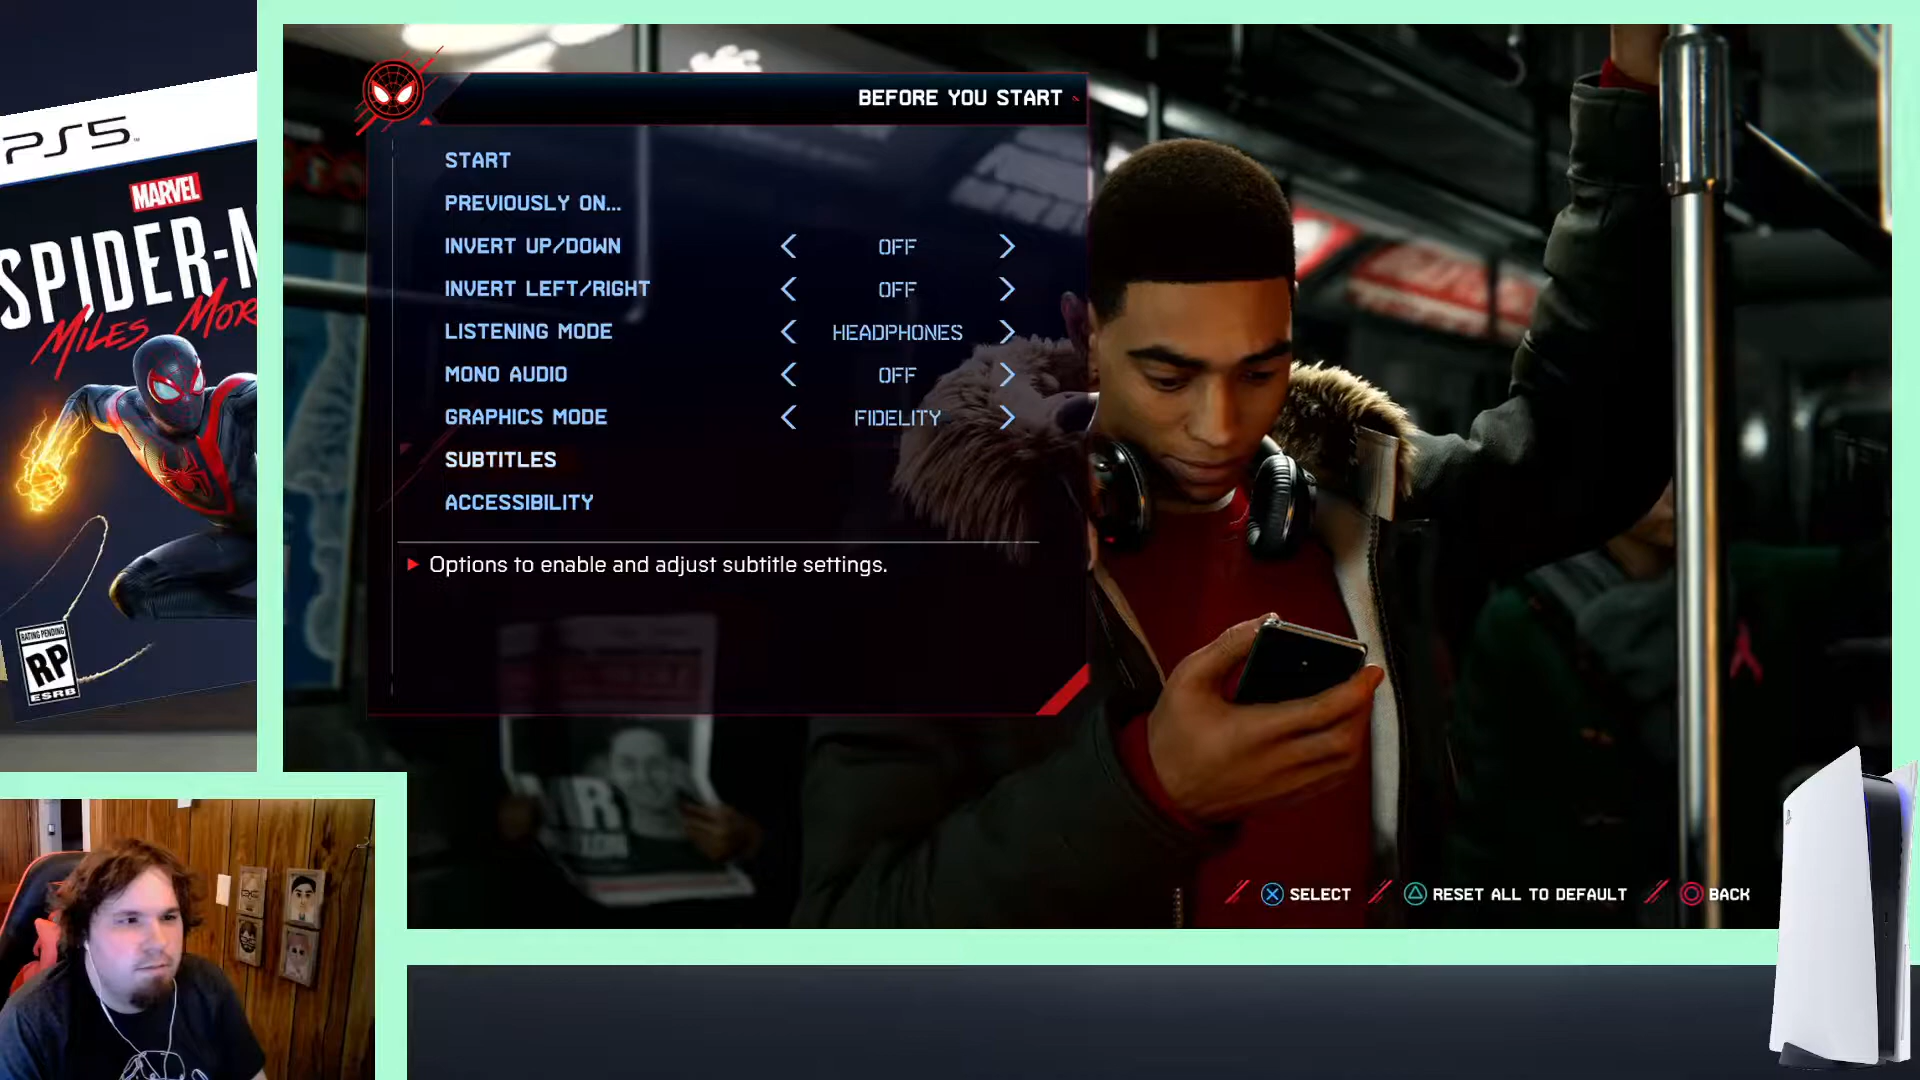 PS5
MARVEL
SPIDER-M
MILES MOR
RATING PENDING
RP
ESRB
BEFORE YOU START
START
PREVIOUSLY ON...
INVERT UP/DOWN OFF
INVERT LEFT/RIGHT OFF
LISTENING MODE HEADPHONES
MONO AUDIO OFF
GRAPHICS MODE FIDELITY
SUBTITLES
ACCESSIBILITY
Options to enable and adjust subtitle settings.
SELECT RESET ALL TO DEFAULT BACK